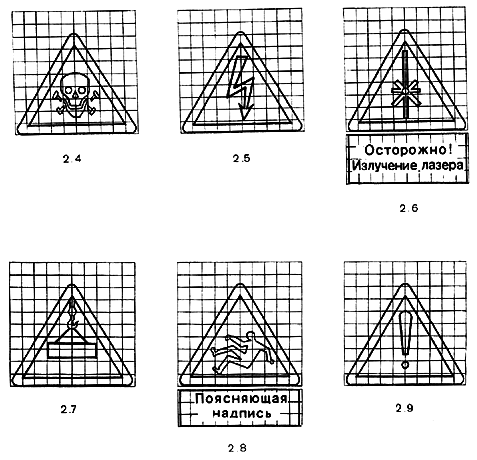 2.4
2.5
Осторожно!
Излучение лазера
2.6
2.7
Поясняющая
надпись
2.8
2.9